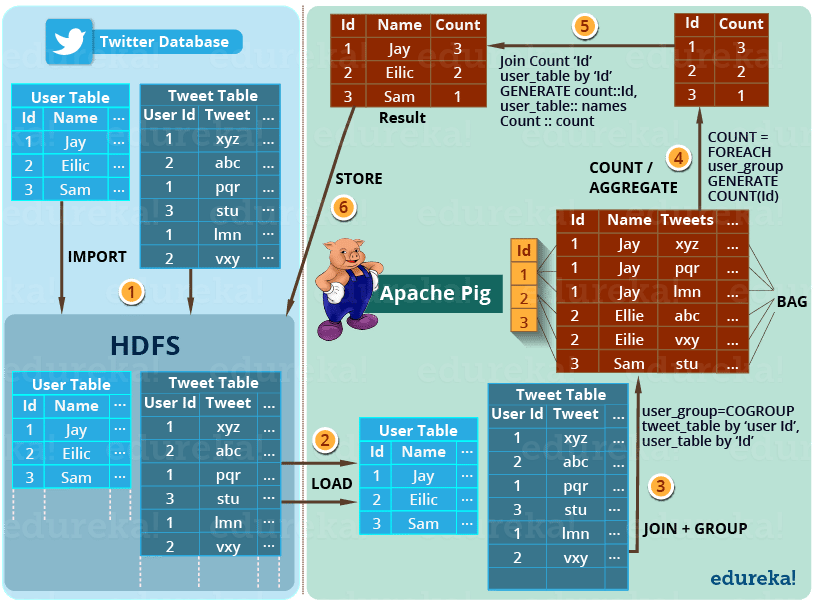 Twitter Database
User Table
Id Name ...
1 Jay ...
2 Eilic ...
3 Sam ...
Tweet Table
User Id Tweet ...
1 xyz ...
2 abc ...
1 pqr ...
3 stu ...
1 lmn ...
2 vxy ...
IMPORT
1
HDFS
User Table
Id Name ...
1 Jay ...
2 Eilic ...
3 Sam ...
Tweet Table
User Id Tweet ...
1 xyz ...
2 abc ...
1 pqr ...
3 stu ...
1 lmn ...
2 vxy ...
2
LOAD
User Table
Id Name ...
1 Jay ...
2 Eilic ...
3 Sam ...
Tweet Table
User Id Tweet ...
1 xyz ...
2 abc ...
1 pqr ...
3 stu ...
1 lmn ...
2 vxy ...
3
JOIN + GROUP
user_group=COGROUP
tweet_table by ‘user Id’,
user_table by ‘Id’
Id
1
2
3
Id Name Tweets ...
1 Jay xyz ...
1 Jay pqr ...
1 Jay lmn ...
2 Ellie abc ...
2 Eilie vxy ...
3 Sam stu ...
BAG
COUNT /
AGGREGATE
4
COUNT =
FOREACH
user_group
GENERATE
COUNT(Id)
Id Count
1 3
2 2
3 1
5
Join Count ‘Id’
user_table by ‘Id’
GENERATE count::Id,
user_table:: names
Count :: count
Id Name Count
1 Jay 3
2 Eilic 2
3 Sam 1
Result
STORE
6
Apache Pig
edureka!